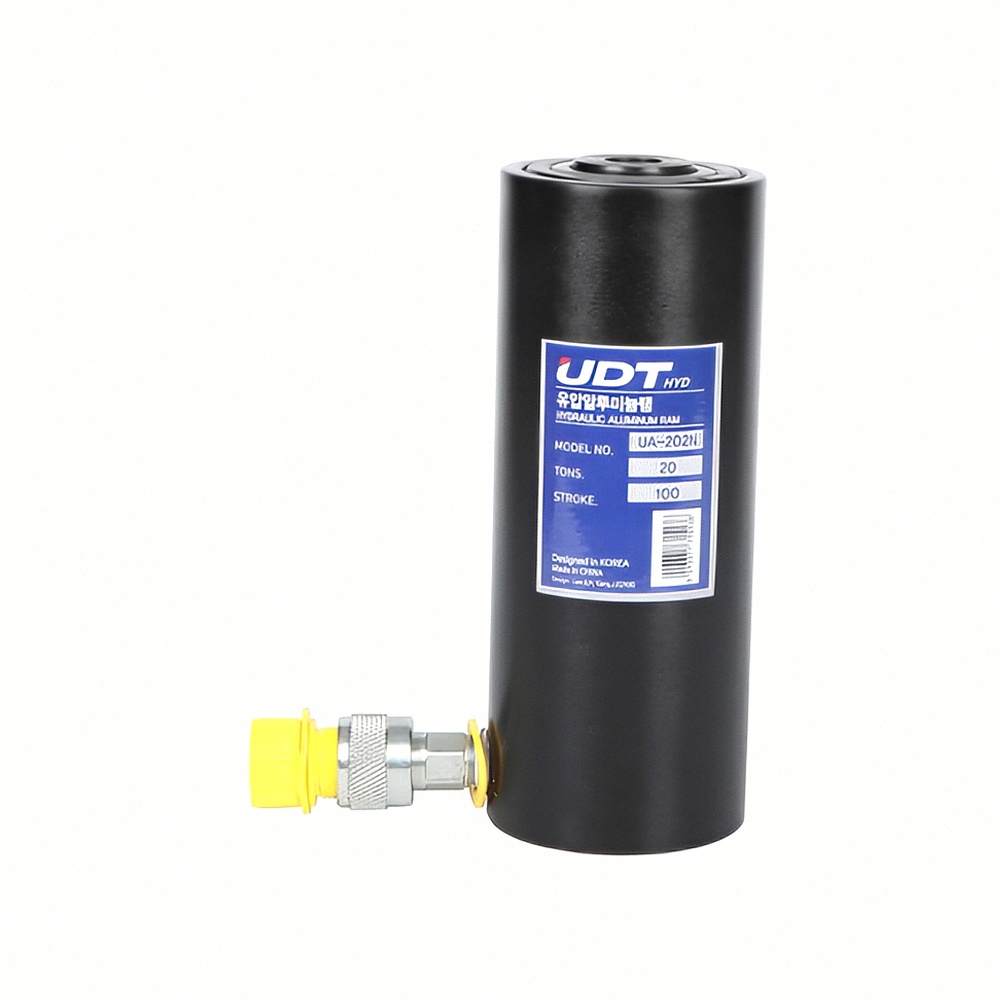 UDT HYD
유압알루미늄램
HYDRAULIC ALUMINUM RAM
MODEL NO. UA-202N
TONS. 20
STROKE. 100
Designed in KOREA
Made in CHINA